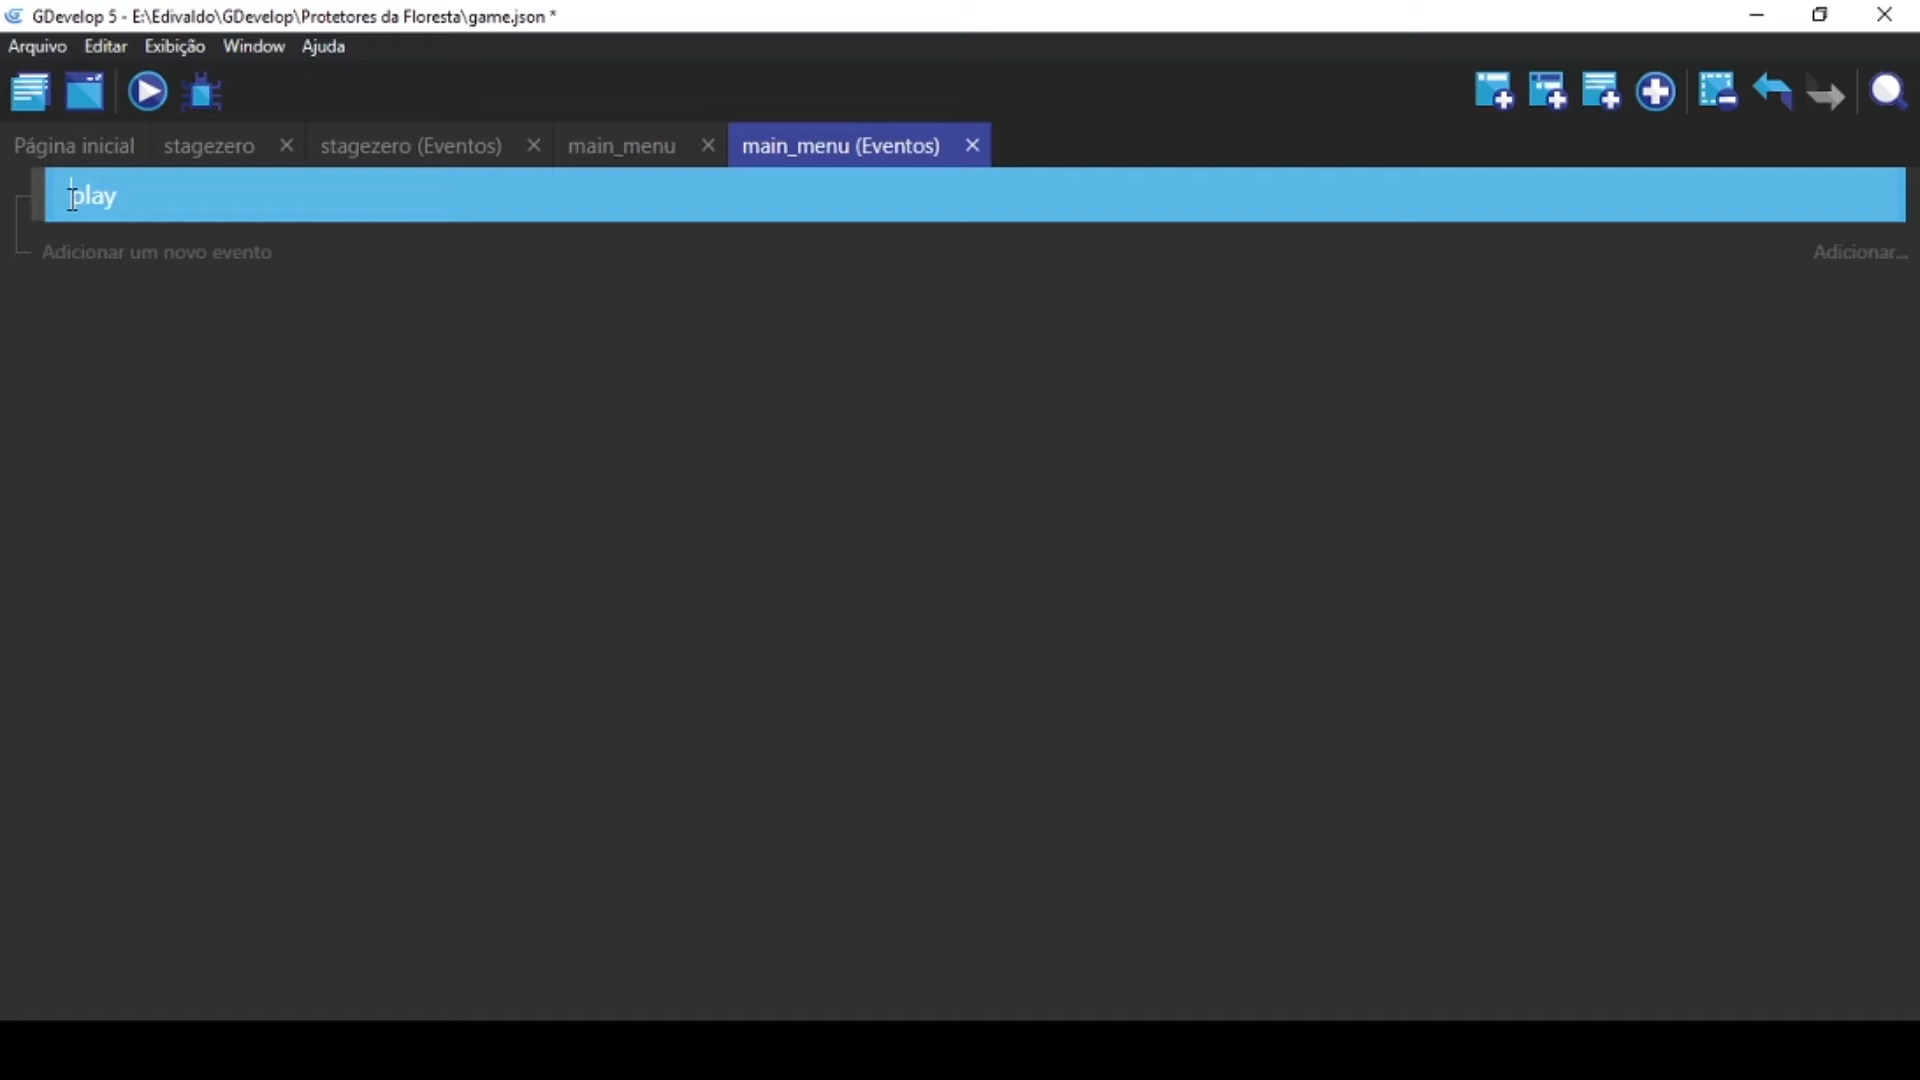 GDevelop 5 - E:\Edivaldo\GDevelop\Protetores da Floresta\game.json *
Arquivo Editar Exibição Window Ajuda
Página inicial stagezero stagezero (Eventos) main_menu main_menu (Eventos)
play
Adicionar um novo evento Adicionar...